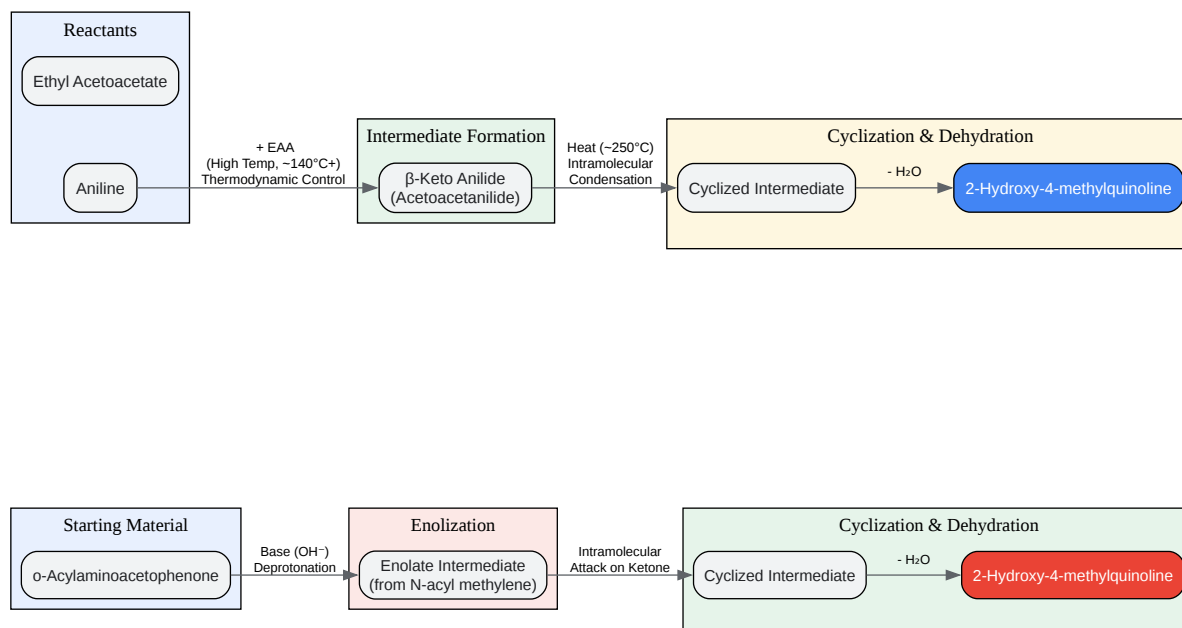 Reactants
Ethyl Acetoacetate
Aniline
+ EAA
(High Temp, ~140°C+)
Thermodynamic Control
Intermediate Formation
β-Keto Anilide
(Acetoacetanilide)
Heat (~250°C)
Intramolecular
Condensation
Cyclization & Dehydration
Cyclized Intermediate
- H₂O
2-Hydroxy-4-methylquinoline
Starting Material
o-Acylaminoacetophenone
Base (OH⁻)
Deprotonation
Enolization
Enolate Intermediate
(from N-acyl methylene)
Intramolecular
Attack on Ketone
Cyclization & Dehydration
Cyclized Intermediate
- H₂O
2-Hydroxy-4-methylquinoline